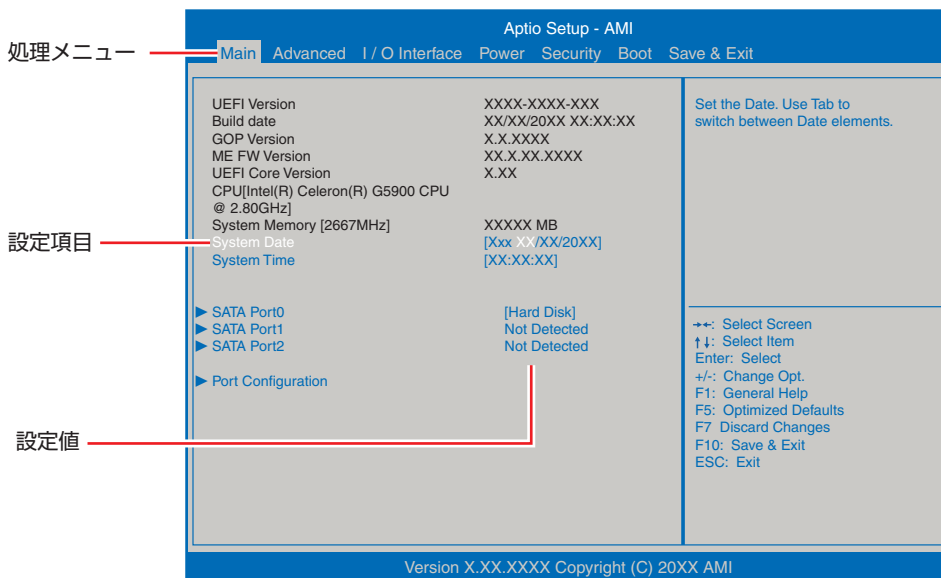 Aptio Setup - AMI
処理メニュー
Main Advanced I / O Interface Power Security Boot Save & Exit
UEFI Version XXXX-XXXX-XXX
Build date XX/XX/20XX XX:XX:XX
GOP Version X.X.XXXX
ME FW Version XX.X.XX.XXXX
UEFI Core Version X.XX
CPU[Intel(R) Celeron(R) G5900 CPU
@ 2.80GHz]
System Memory [2667MHz] XXXXX MB
設定項目
System Date [Xxx XX/XX/20XX]
System Time [XX:XX:XX]
▶ SATA Port0 [Hard Disk]
▶ SATA Port1 Not Detected
▶ SATA Port2 Not Detected
▶ Port Configuration
設定値
Set the Date. Use Tab to
switch between Date elements.
→←: Select Screen
↑↓: Select Item
Enter: Select
+/-: Change Opt.
F1: General Help
F5: Optimized Defaults
F7 Discard Changes
F10: Save & Exit
ESC: Exit
Version X.XX.XXXX Copyright (C) 20XX AMI